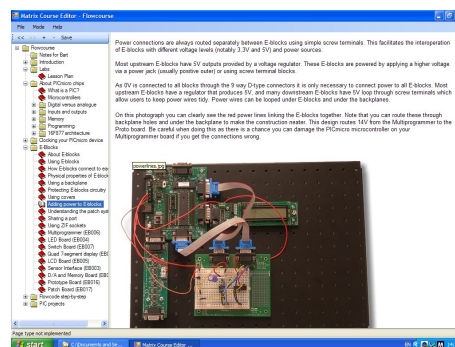 Matrix Course Editor - Flowcourse
File Mode Help
<< >> + - Save
Flowcourse
Notes for Bert
Introduction
Labs
Lesson Plan
About PICmicro chips
What is a PIC?
Microcontrollers
Digital versus analogue
Inputs and outputs
Memory
Programming
16F877 architecture
Clocking your PICmicro device
E-Blocks
About E-blocks
Using E-blocks
How E-blocks connect to ea
Physical properties of E-block
Using a backplane
Protecting E-blocks circuitry
Using covers
Adding power to E-blocks
Understanding the patch syst
Sharing a port
Using ZIF sockets
Multiprogrammer (EB006)
LED Board (EB004)
Switch Board (EB007)
Quad 7-segment display (EB0
LCD Board (EB005)
Sensor Interface (EB003)
D/A and Memory Board (EB0
Prototype Board (EB016)
Patch Board (EB017)
Flowcode step-by-step
PIC projects
Power connections are always routed separately between E-blocks using simple screw terminals. This facilitates the interoperation
of E-blocks with different voltage levels (notably 3.3V and 5V) and power sources.
Most upstream E-blocks have 5V outputs provided by a voltage regulator. These E-blocks are powered by applying a higher voltage
via a power jack (usually positive outer) or using screw terminal blocks.
As 0V is connected to all blocks through the 9 way D-type connectors it is only necessary to connect power to all E-blocks. Most
upstream E-blocks have a regulator that produces 5V, and many downstream E-blocks have 5V loop through screw terminals which
allow users to keep power wires tidy. Power wires can be looped under E-blocks and under the backplanes.
On this photograph you can clearly see the red power lines linking the E-blocks together. Note that you can route these through
backplane holes and under the backplane to make the construction neater. This design routes 14V from the Multiprogrammer to the
Proto board. Be careful when doing this as there is a chance you can damage the PICmicro microcontroller on your
Multiprogrammer board if you get the connections wrong.
powerlines.jpg
Page type not implemented
start
C:\Documents and Se...
Matrix Course Editor ...
EN